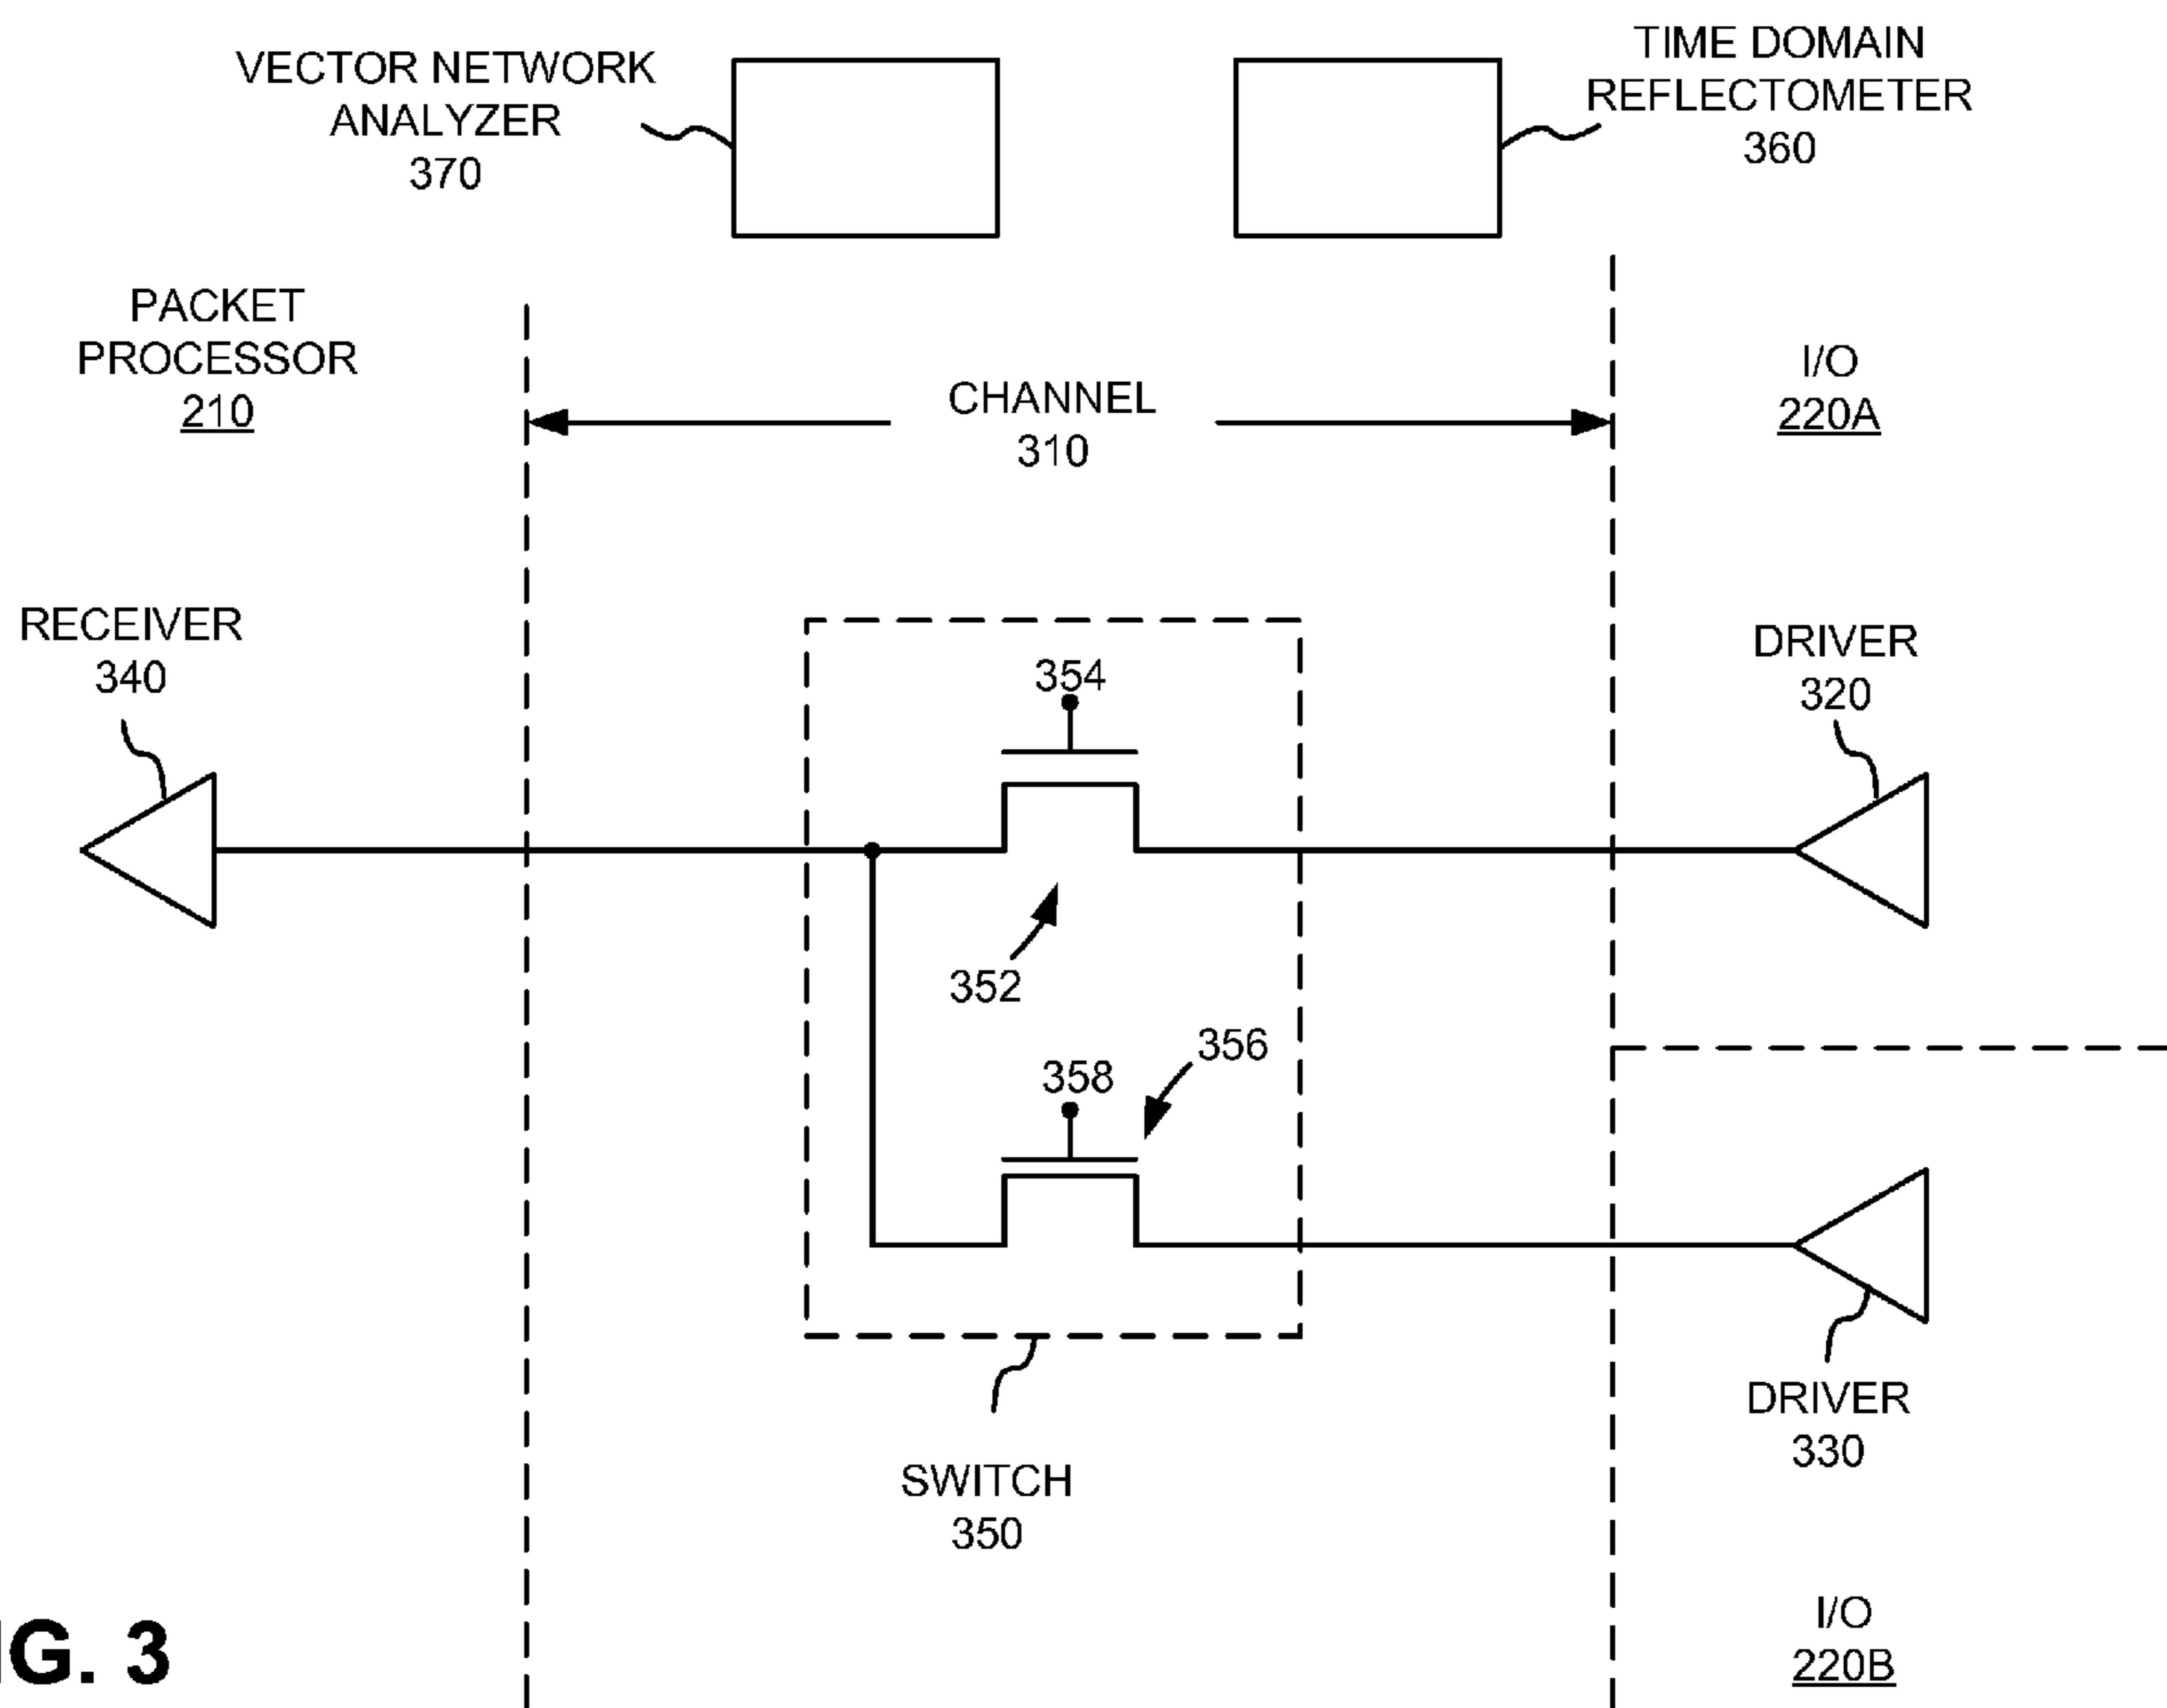 VECTOR NETWORK
ANALYZER
370
TIME DOMAIN
REFLECTOMETER
360
PACKET
PROCESSOR
210
CHANNEL
310
I/O
220A
RECEIVER
340
354
DRIVER
320
352
356
358
DRIVER
330
SWITCH
350
I/O
220B
IG. 3